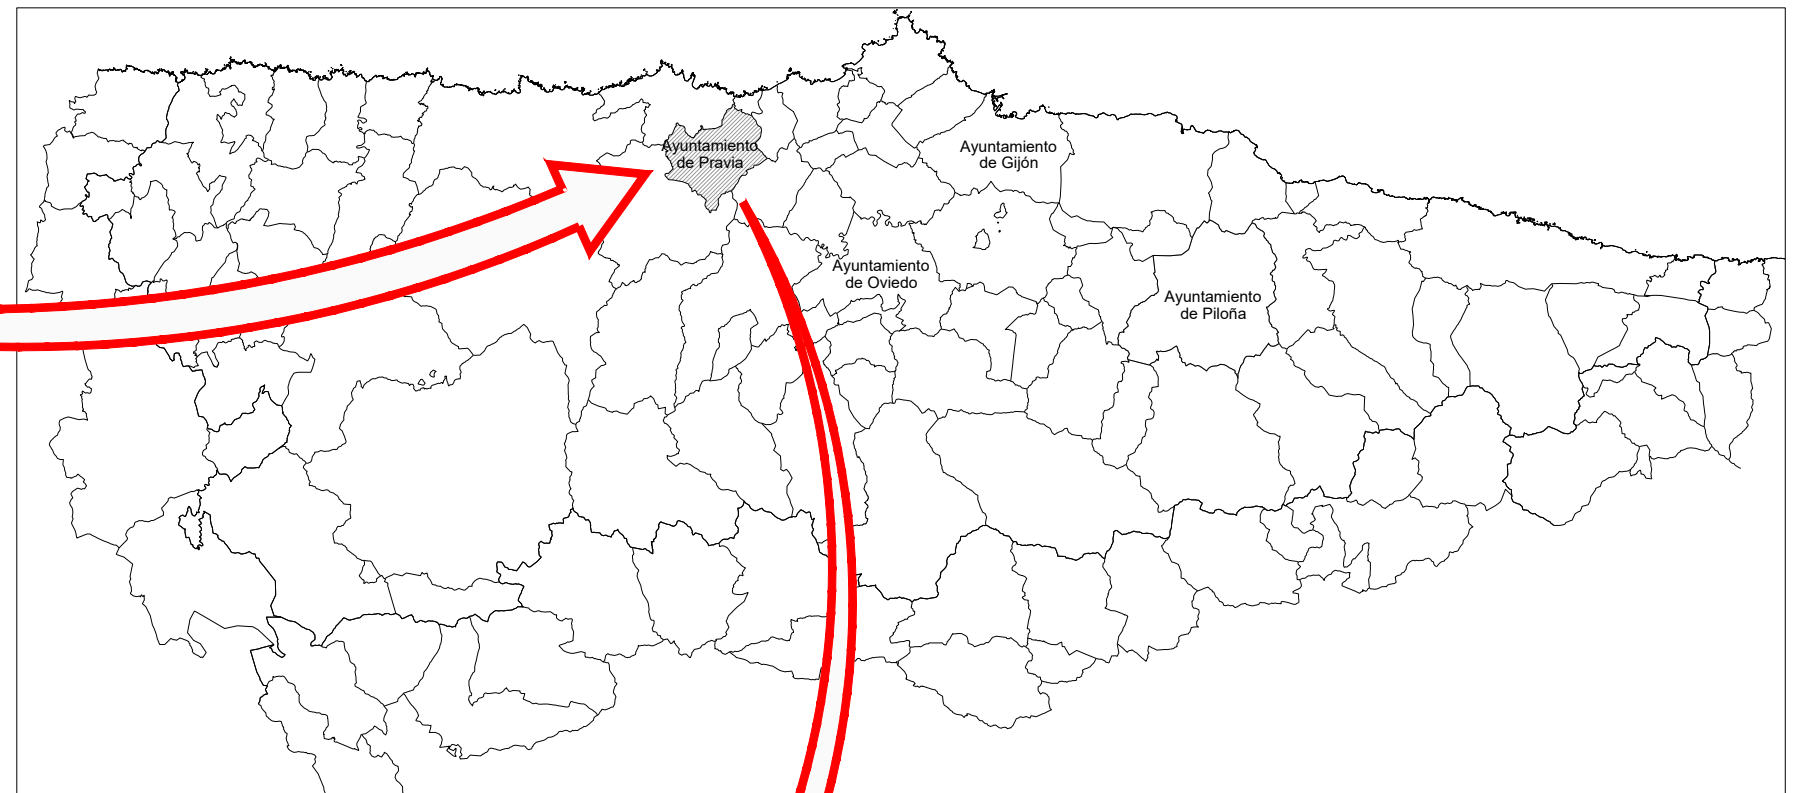 Ayuntamiento
de Pravia
Ayuntamiento
de Gijón
Ayuntamiento
de Oviedo
Ayuntamiento
de Piloña